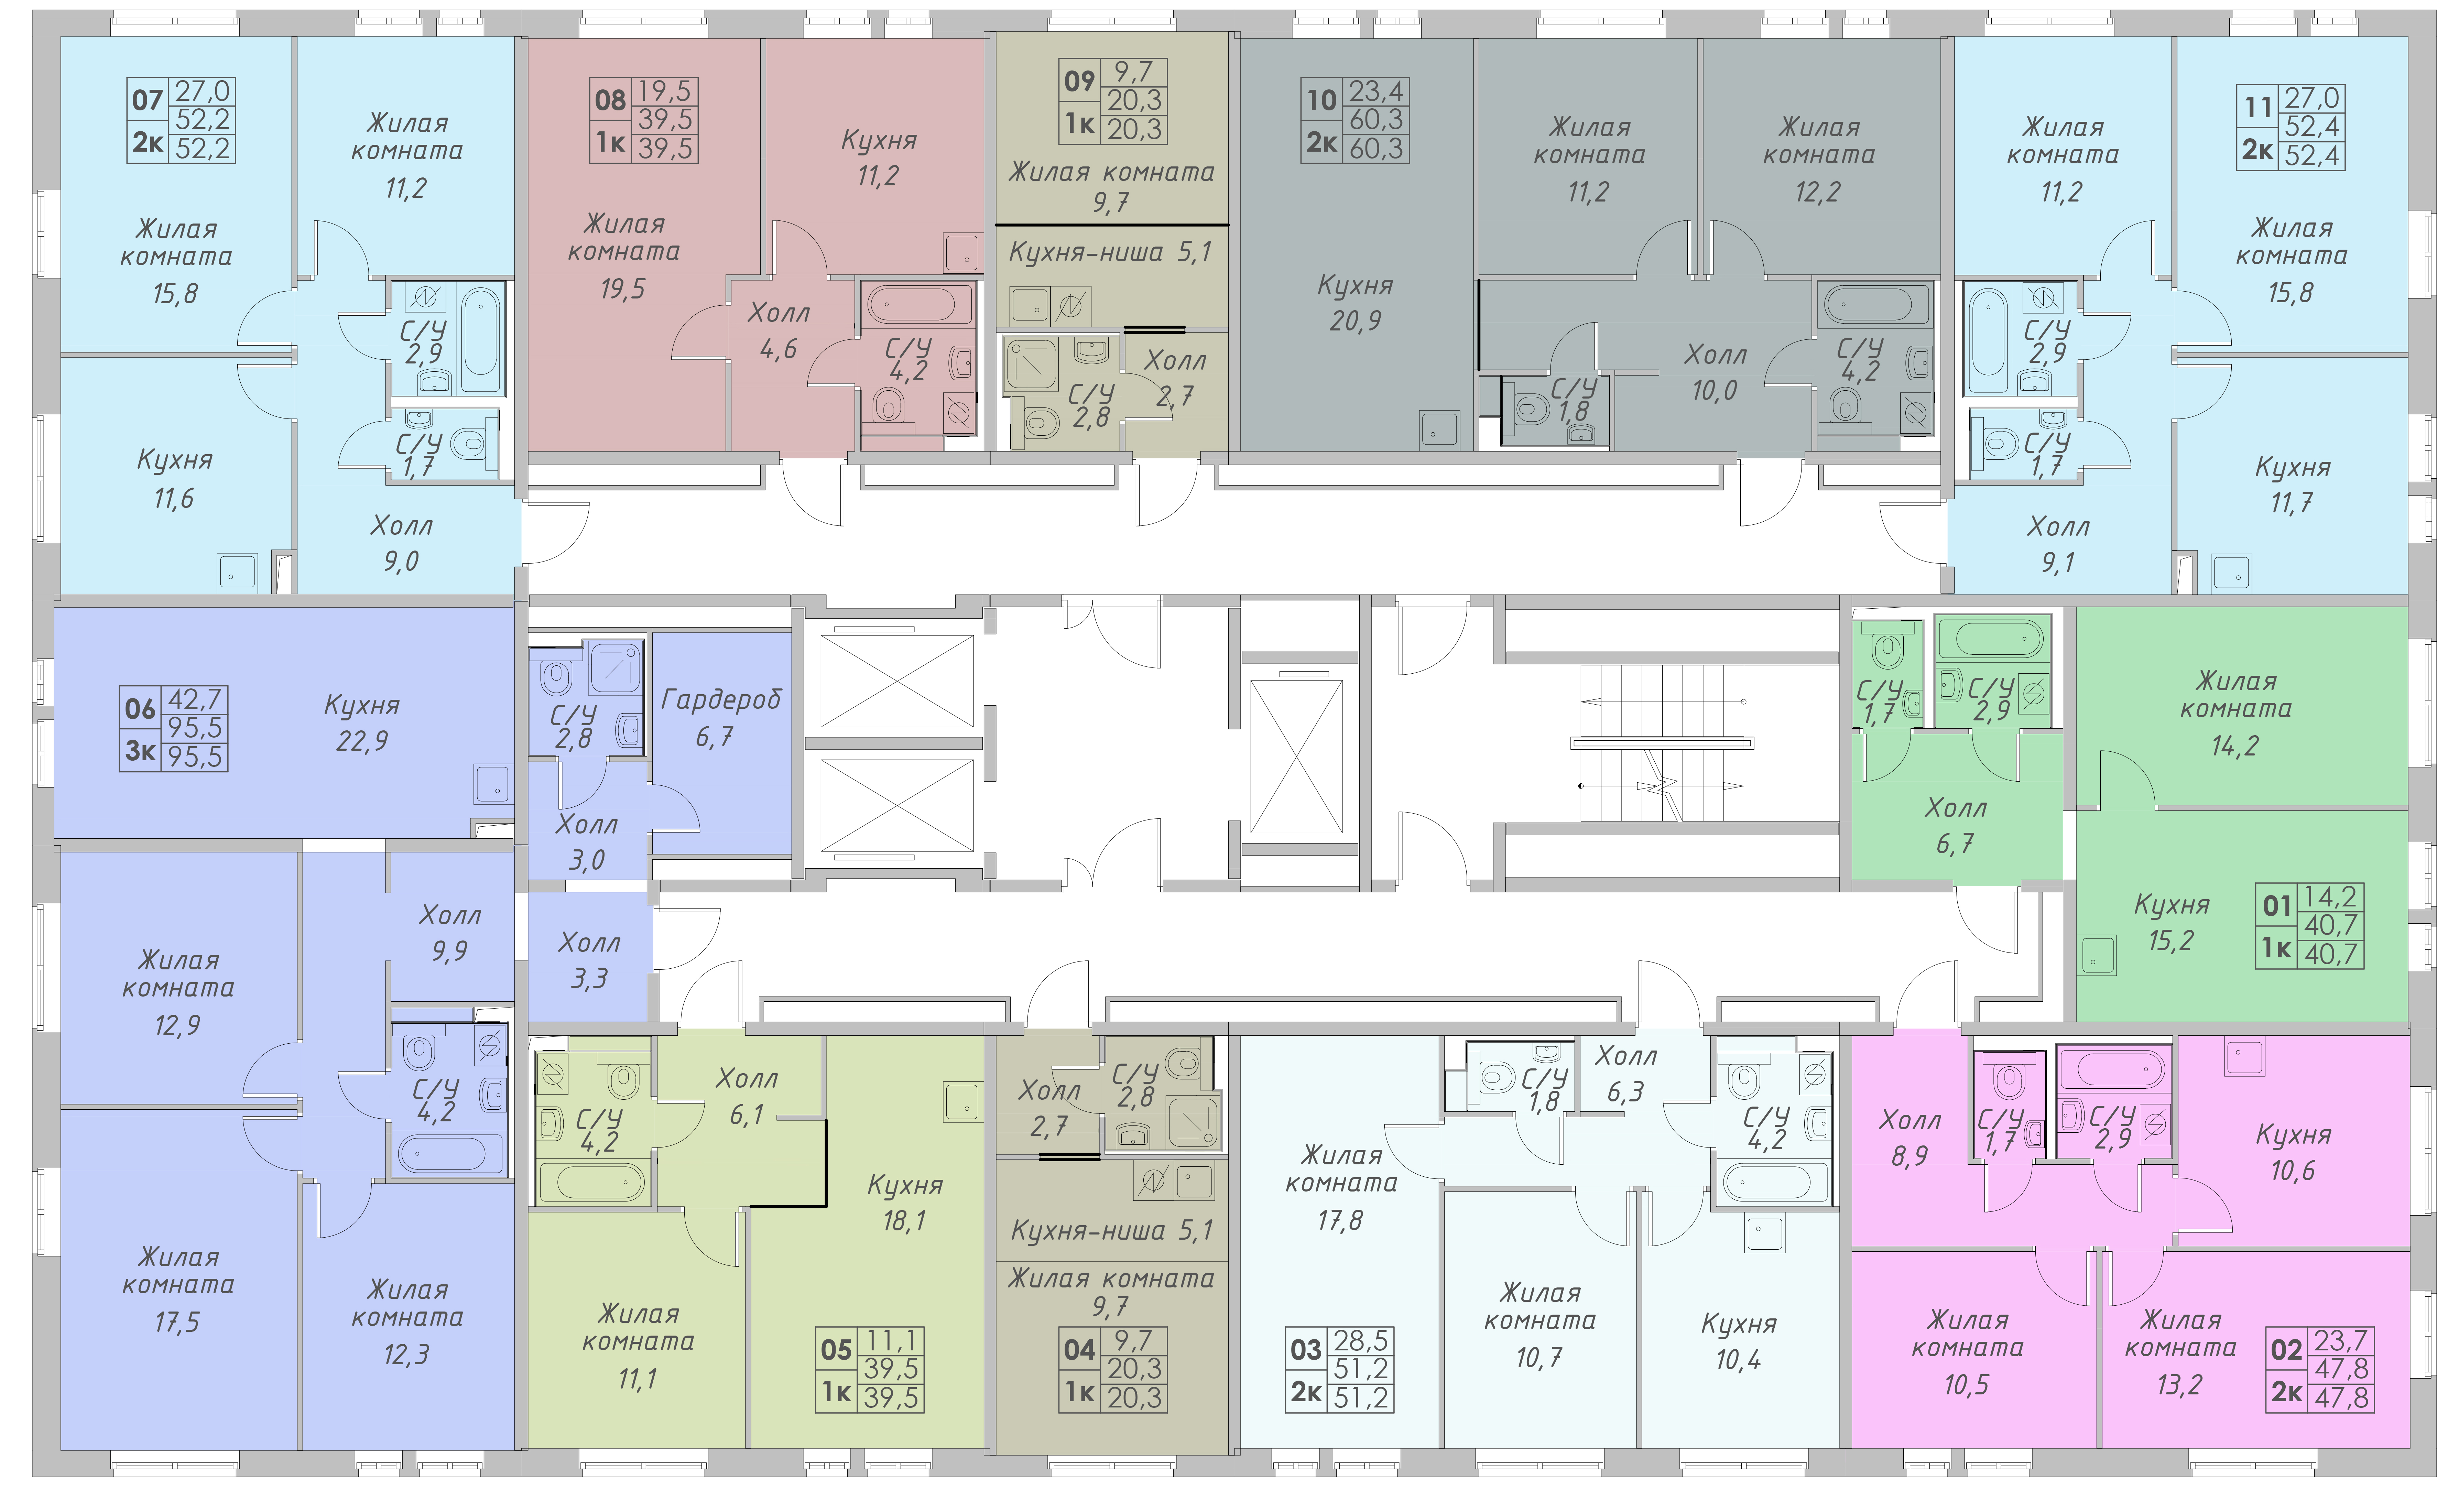 07
2к
27,0
52,2
52,2
Жилая
комната
11,2
Жилая
комната
15,8
С/У
2,9
С/У
1,7
Кухня
11,6
Холл
9,0
08
1к
19,5
39,5
39,5
Кухня
11,2
Жилая
комната
19,5
Холл
4,6
С/У
4,2
09
1к
9,7
20,3
20,3
Жилая комната
9,7
Кухня-ниша 5,1
Холл
2,7
С/У
2,8
10
2к
23,4
60,3
60,3
Жилая
комната
11,2
Жилая
комната
12,2
Кухня
20,9
С/У
1,8
Холл
10,0
С/У
4,2
Жилая
комната
11,2
11
2к
27,0
52,4
52,4
Жилая
комната
15,8
С/У
2,9
С/У
1,7
Кухня
11,7
Холл
9,1
06
3к
42,7
95,5
95,5
Кухня
22,9
С/У
2,8
Гардероб
6,7
Холл
3,0
Холл
9,9
Холл
3,3
Жилая
комната
12,9
С/У
4,2
Жилая
комната
17,5
Жилая
комната
12,3
С/У
1,7
С/У
2,9
Жилая
комната
14,2
Холл
6,7
Кухня
15,2
01
1к
14,2
40,7
40,7
Холл
6,1
С/У
4,2
Кухня
18,1
Жилая
комната
11,1
05
1к
11,1
39,5
39,5
Холл
2,7
С/У
2,8
Кухня-ниша 5,1
Жилая комната
9,7
04
1к
9,7
20,3
20,3
С/У
1,8
Холл
6,3
С/У
4,2
Жилая
комната
17,8
Жилая
комната
10,7
Кухня
10,4
03
2к
28,5
51,2
51,2
Холл
8,9
С/У
1,7
С/У
2,9
Кухня
10,6
Жилая
комната
10,5
Жилая
комната
13,2
02
2к
23,7
47,8
47,8